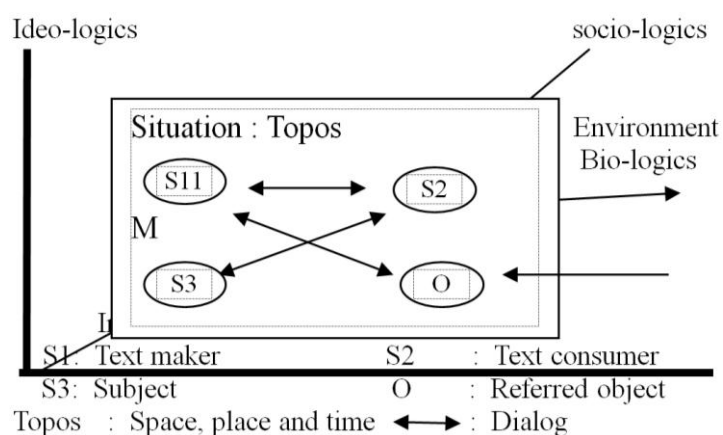 Ideo-logics socio-logics
Situation : Topos
Environment
Bio-logics
S11 S2
M
S3 O
S1: Text maker S2 : Text consumer
S3: Subject O : Referred object
Topos : Space, place and time : Dialog